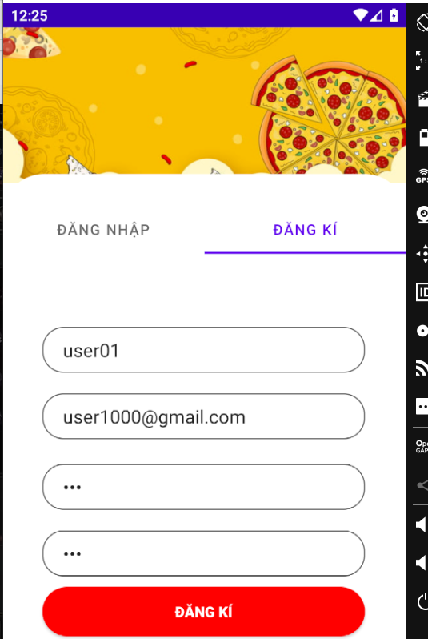 12:25
ĐĂNG NHẬP
ĐĂNG KÍ
user01
user1000@gmail.com
•••
•••
ĐĂNG KÍ